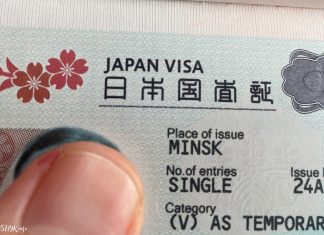 JAPAN VISA
日本国査証
Place of issue
MINSK
No.of entries
Issue
SINGLE
24A
Category
(V) AS TEMPORAR